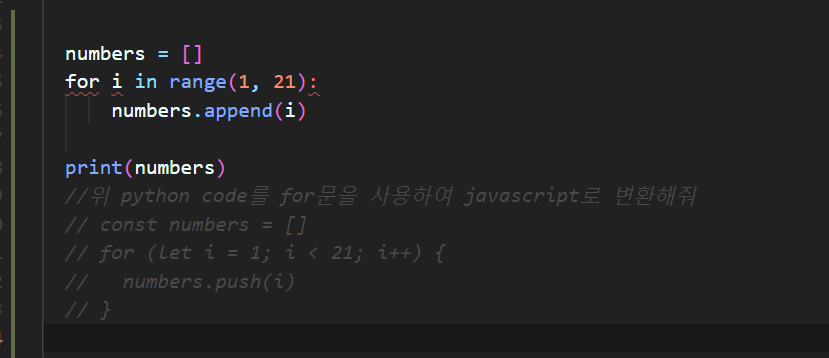 numbers = []
for i in range(1, 21):
    numbers.append(i)
print(numbers)
//위 python code를 for문을 사용하여 javascript로 변환해줘
// const numbers = []
// for (let i = 1; i < 21; i++) {
//   numbers.push(i)
// }